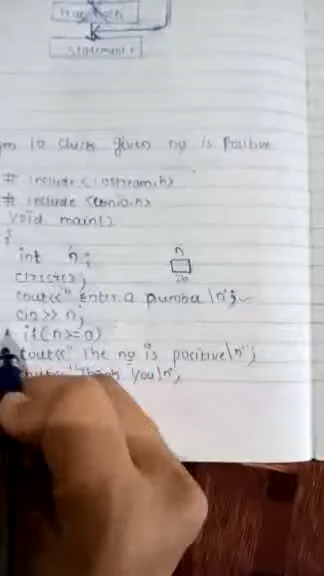 statement
to check given no is Positive
# include <iostream.h>
# include <conio.h>
void main()
{
int n;
n
clrscr();
cout<<" Enter a number \n";
cin >> n;
if(n>=0)
cout<<" The no is positive\n";
"Thank You\n";